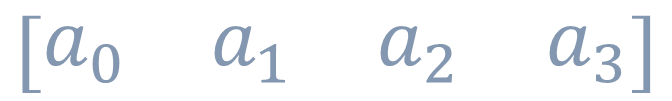 [a₀ a₁ a₂ a₃]